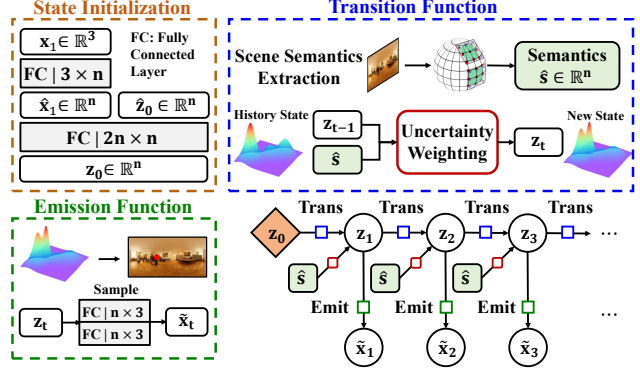 State Initialization
x₁∈ ℝ³
FC: Fully
Connected
Layer
FC | 3 × n
x̂₁∈ ℝⁿ
ẑ₀∈ ℝⁿ
FC | 2n × n
z₀∈ ℝⁿ
Transition Function
Scene Semantics
Extraction
Semantics
ŝ ∈ ℝⁿ
History State
zₜ₋₁
ŝ
Uncertainty
Weighting
zₜ
New State
Emission Function
Sample
zₜ
FC | n × 3
FC | n × 3
x̃ₜ
Trans Trans Trans Trans
z₀ z₁ z₂ z₃ ...
ŝ ŝ ŝ
Emit Emit Emit ...
x̃₁ x̃₂ x̃₃